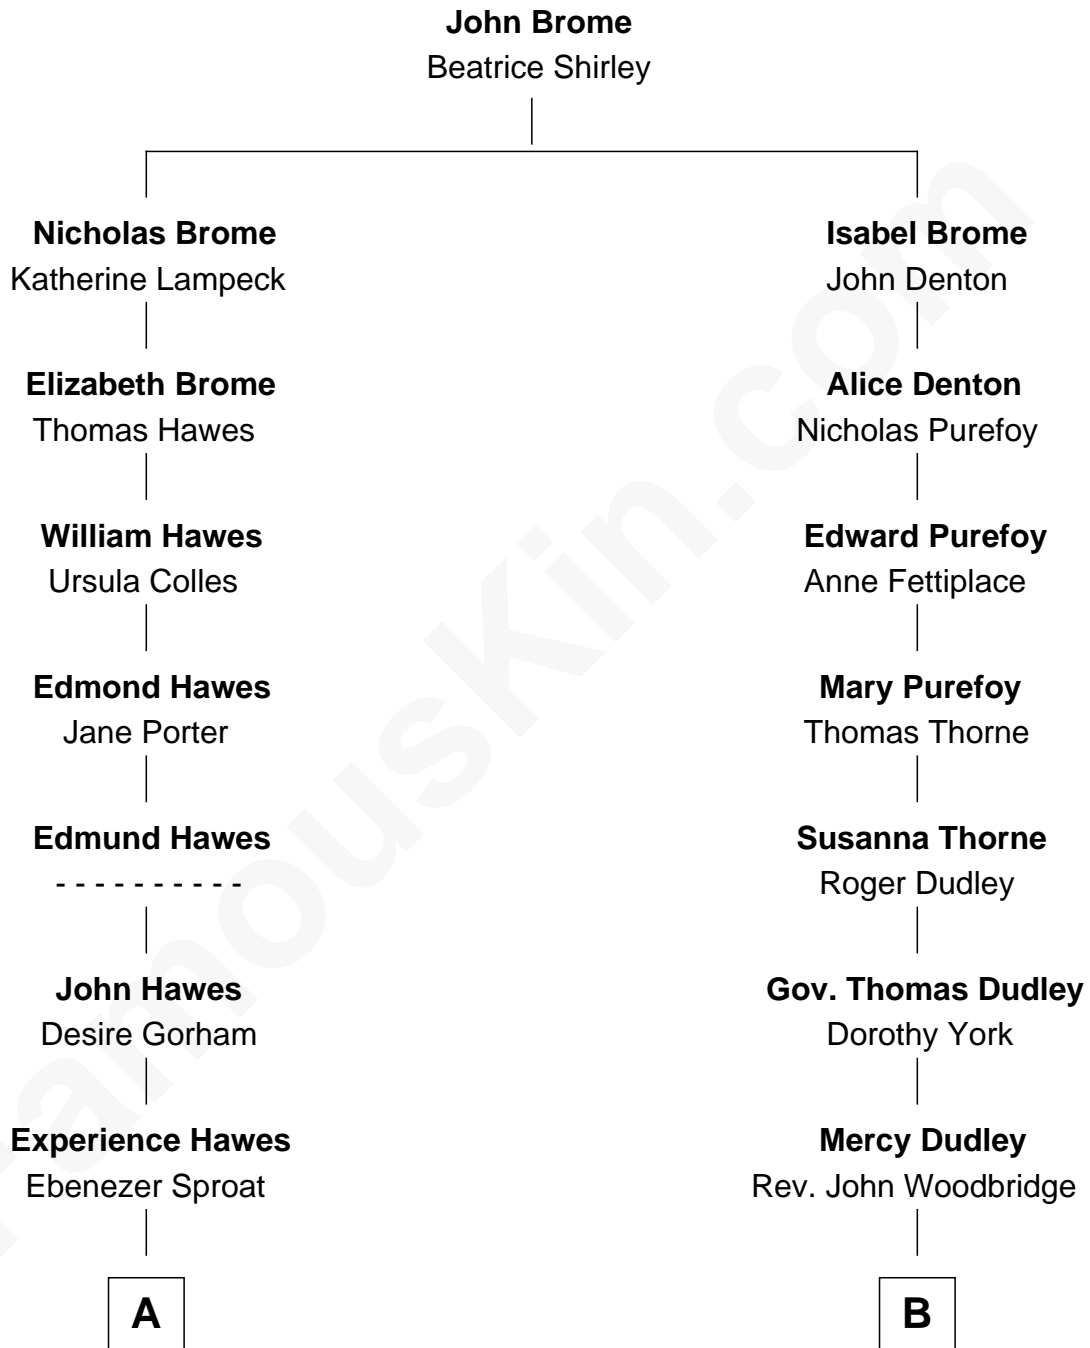 John Brome
Beatrice Shirley
Nicholas Brome
Katherine Lampeck
Elizabeth Brome
Thomas Hawes
William Hawes
Ursula Colles
Edmond Hawes
Jane Porter
Edmund Hawes
- - - - - - - - - -
John Hawes
Desire Gorham
Experience Hawes
Ebenezer Sproat
A
Isabel Brome
John Denton
Alice Denton
Nicholas Purefoy
Edward Purefoy
Anne Fettiplace
Mary Purefoy
Thomas Thorne
Susanna Thorne
Roger Dudley
Gov. Thomas Dudley
Dorothy York
Mercy Dudley
Rev. John Woodbridge
B
FamousKin.com